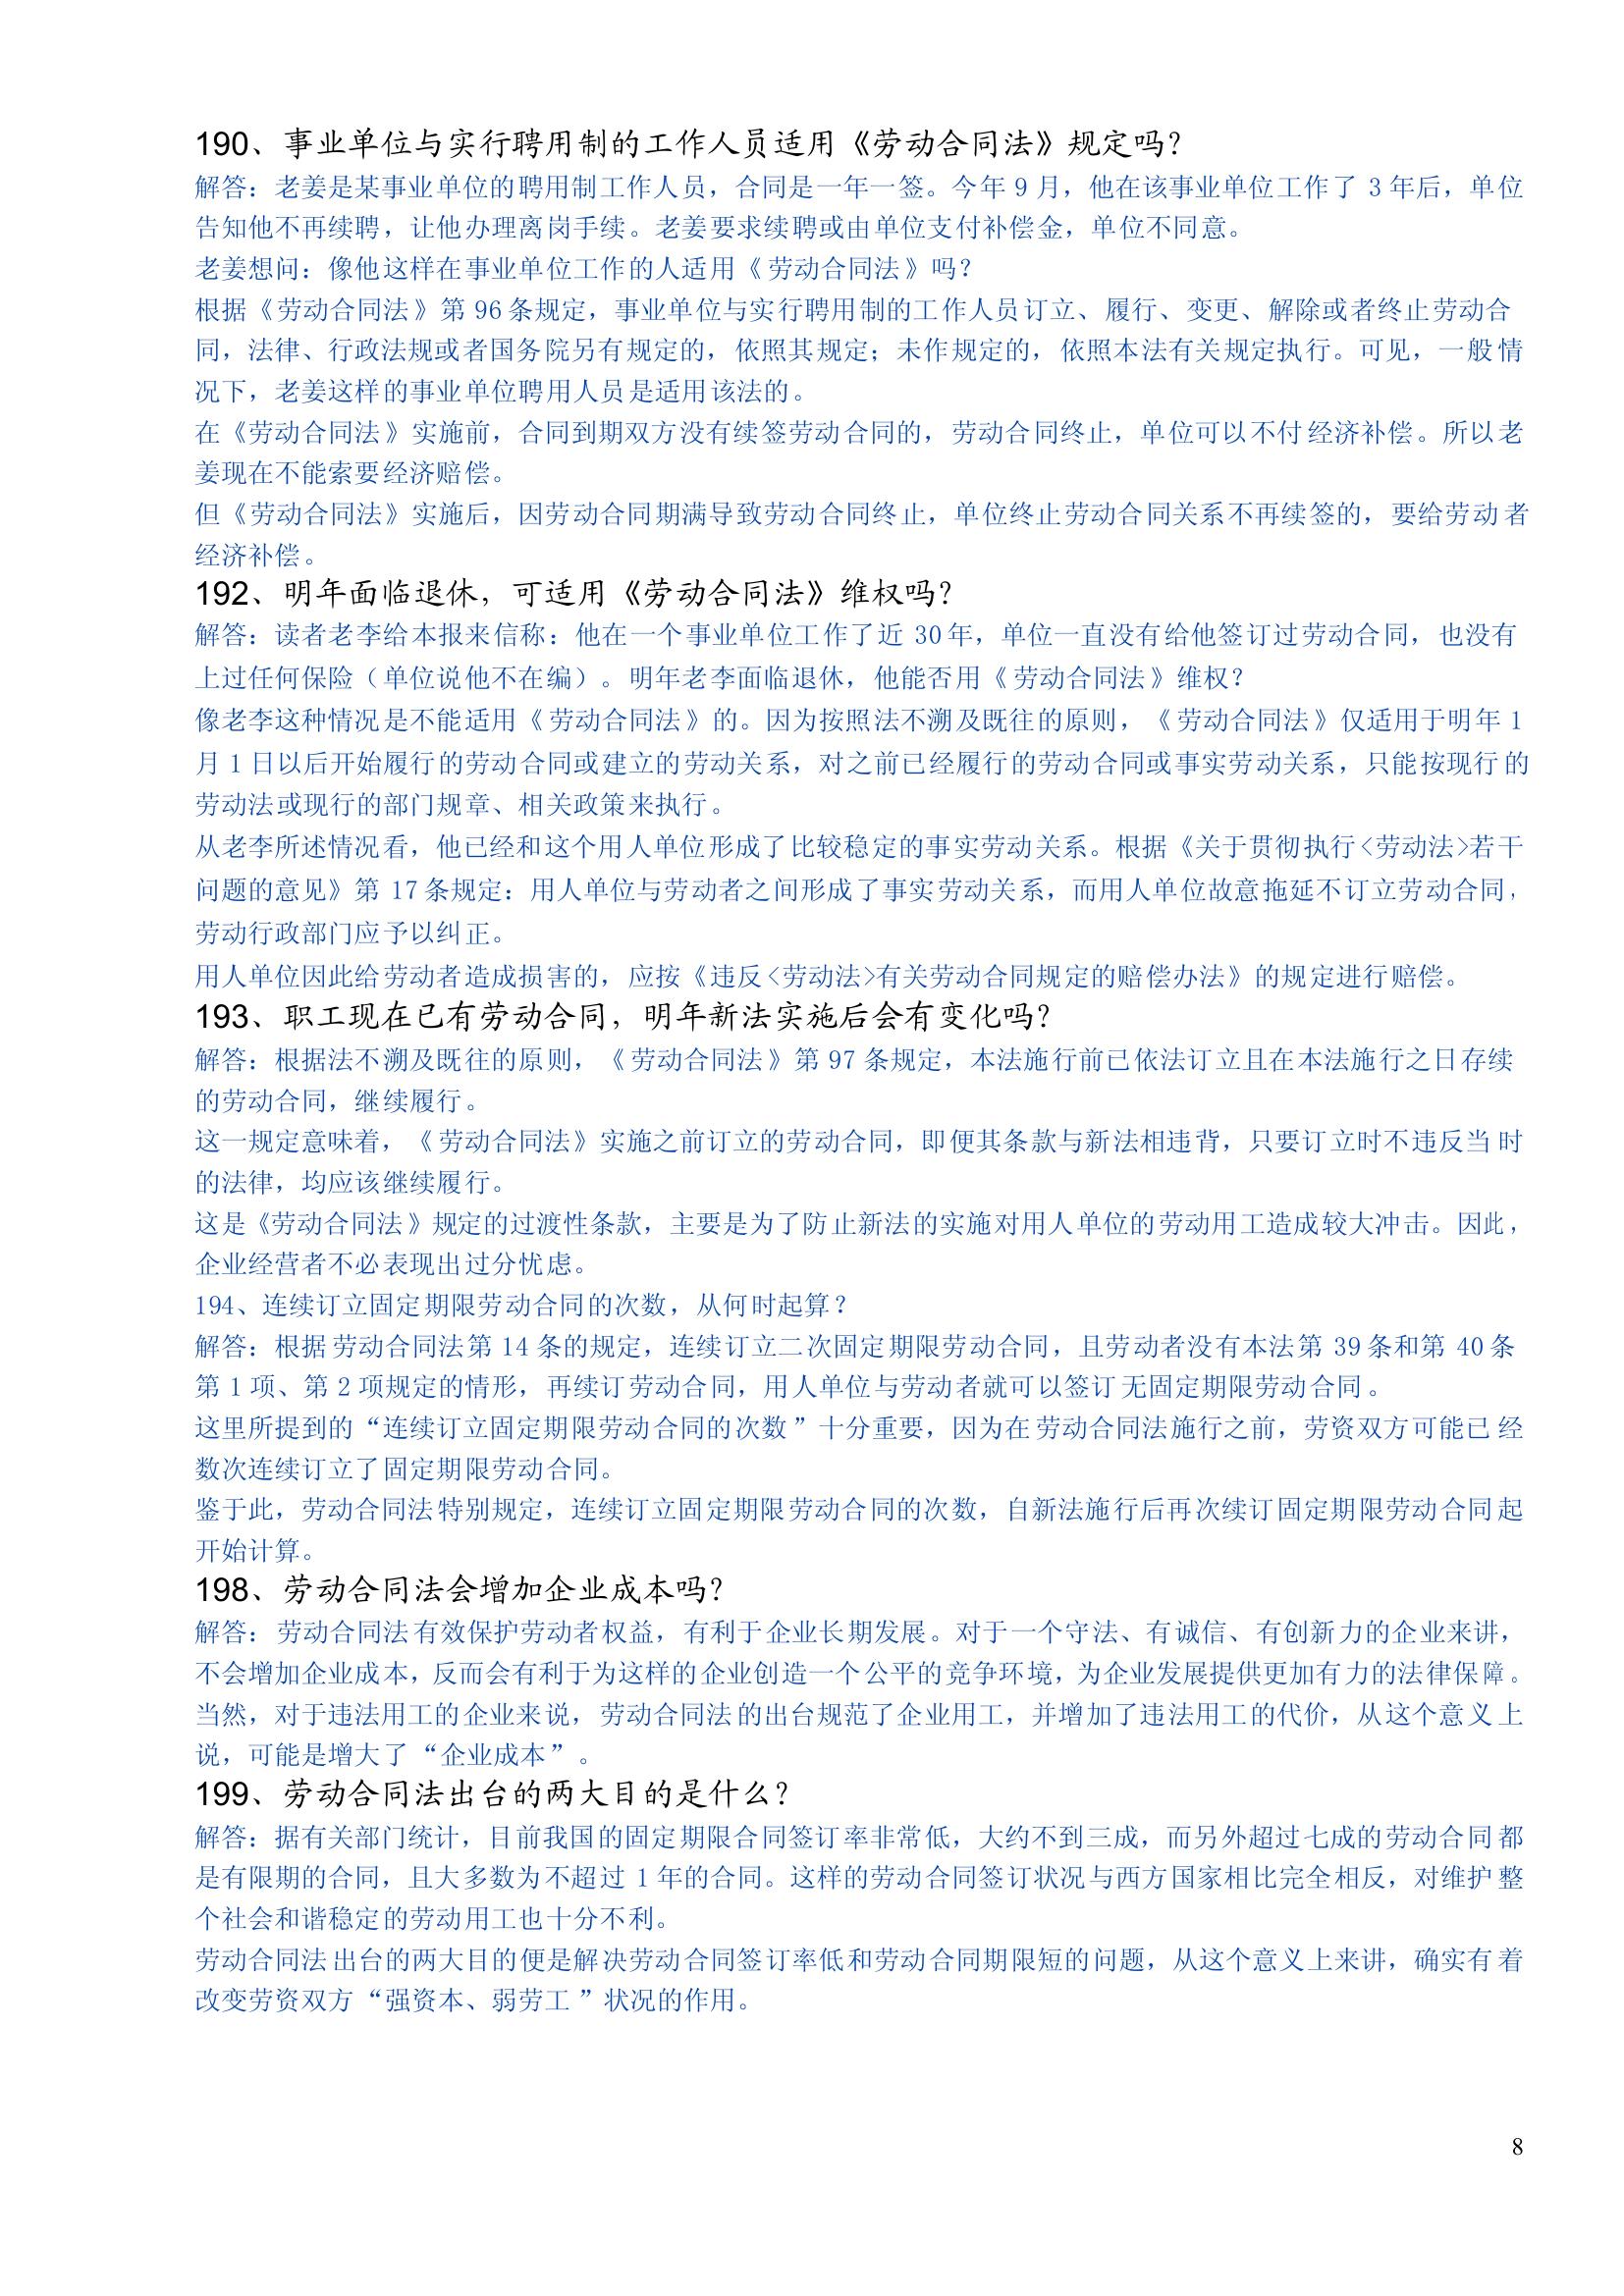 190、事业单位与实行聘用制的工作人员适用《劳动合同法》规定吗？
解答：老姜是某事业单位的聘用制工作人员，合同是一年一签。今年 9 月，他在该事业单位工作了 3 年后，单位
告知他不再续聘，让他办理离岗手续。老姜要求续聘或由单位支付补偿金，单位不同意。
老姜想问：像他这样在事业单位工作的人适用《劳动合同法》吗？
根据《劳动合同法》第 96 条规定，事业单位与实行聘用制的工作人员订立、履行、变更、解除或者终止劳动合
同，法律、行政法规或者国务院另有规定的，依照其规定；未作规定的，依照本法有关规定执行。可见，一般情
况下，老姜这样的事业单位聘用人员是适用该法的。
在《劳动合同法》实施前，合同到期双方没有续签劳动合同的，劳动合同终止，单位可以不付经济补偿。所以老
姜现在不能索要经济赔偿。
但《劳动合同法》实施后，因劳动合同期满导致劳动合同终止，单位终止劳动合同关系不再续签的，要给劳动者
经济补偿。
192、明年面临退休，可适用《劳动合同法》维权吗？
解答：读者老李给本报来信称：他在一个事业单位工作了近 30 年，单位一直没有给他签订过劳动合同，也没有
上过任何保险（单位说他不在编）。明年老李面临退休，他能否用《劳动合同法》维权？
像老李这种情况是不能适用《劳动合同法》的。因为按照法不溯及既往的原则，《劳动合同法》仅适用于明年 1
月 1 日以后开始履行的劳动合同或建立的劳动关系，对之前已经履行的劳动合同或事实劳动关系，只能按现行的
劳动法或现行的部门规章、相关政策来执行。
从老李所述情况看，他已经和这个用人单位形成了比较稳定的事实劳动关系。根据《关于贯彻执行<劳动法>若干
问题的意见》第 17 条规定：用人单位与劳动者之间形成了事实劳动关系，而用人单位故意拖延不订立劳动合同，
劳动行政部门应予以纠正。
用人单位因此给劳动者造成损害的，应按《违反<劳动法>有关劳动合同规定的赔偿办法》的规定进行赔偿。
193、职工现在已有劳动合同，明年新法实施后会有变化吗？
解答：根据法不溯及既往的原则，《劳动合同法》第 97 条规定，本法施行前已依法订立且在本法施行之日存续
的劳动合同，继续履行。
这一规定意味着，《劳动合同法》实施之前订立的劳动合同，即便其条款与新法相违背，只要订立时不违反当时
的法律，均应该继续履行。
这是《劳动合同法》规定的过渡性条款，主要是为了防止新法的实施对用人单位的劳动用工造成较大冲击。因此，
企业经营者不必表现出过分忧虑。
194、连续订立固定期限劳动合同的次数，从何时起算？
解答：根据劳动合同法第 14 条的规定，连续订立二次固定期限劳动合同，且劳动者没有本法第 39 条和第 40 条
第 1 项、第 2 项规定的情形，再续订劳动合同，用人单位与劳动者就可以签订无固定期限劳动合同。
这里所提到的“连续订立固定期限劳动合同的次数”十分重要，因为在劳动合同法施行之前，劳资双方可能已经
数次连续订立了固定期限劳动合同。
鉴于此，劳动合同法特别规定，连续订立固定期限劳动合同的次数，自新法施行后再次续订固定期限劳动合同起
开始计算。
198、劳动合同法会增加企业成本吗？
解答：劳动合同法有效保护劳动者权益，有利于企业长期发展。对于一个守法、有诚信、有创新力的企业来讲，
不会增加企业成本，反而会有利于为这样的企业创造一个公平的竞争环境，为企业发展提供更加有力的法律保障。
当然，对于违法用工的企业来说，劳动合同法的出台规范了企业用工，并增加了违法用工的代价，从这个意义上
说，可能是增大了“企业成本”。
199、劳动合同法出台的两大目的是什么？
解答：据有关部门统计，目前我国的固定期限合同签订率非常低，大约不到三成，而另外超过七成的劳动合同都
是有限期的合同，且大多数为不超过 1 年的合同。这样的劳动合同签订状况与西方国家相比完全相反，对维护整
个社会和谐稳定的劳动用工也十分不利。
劳动合同法出台的两大目的便是解决劳动合同签订率低和劳动合同期限短的问题，从这个意义上来讲，确实有着
改变劳资双方“强资本、弱劳工”状况的作用。
8